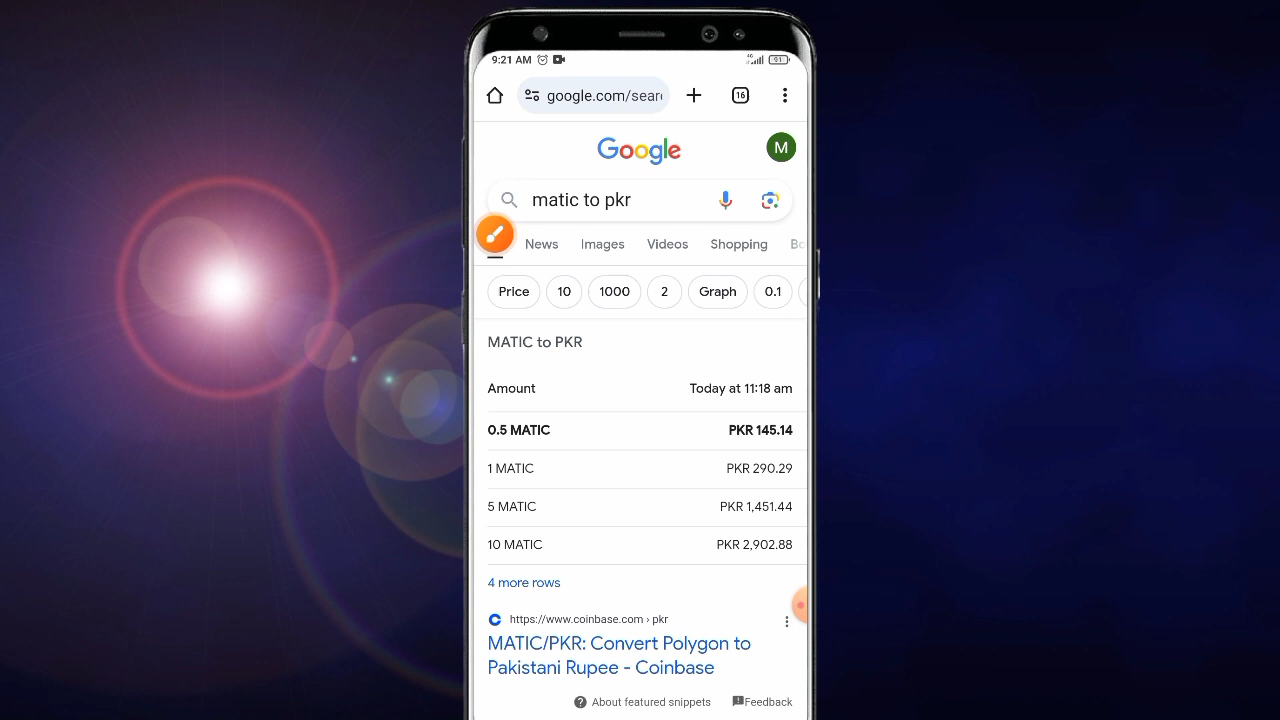 9:21 AM 4G 91
google.com/sear
16
Google
M
matic to pkr
News Images Videos Shopping Bo
Price 10 1000 2 Graph 0.1
MATIC to PKR
Amount Today at 11:18 am
0.5 MATIC PKR 145.14
1 MATIC PKR 290.29
5 MATIC PKR 1,451.44
10 MATIC PKR 2,902.88
4 more rows
https://www.coinbase.com › pkr
MATIC/PKR: Convert Polygon to
Pakistani Rupee - Coinbase
About featured snippets Feedback